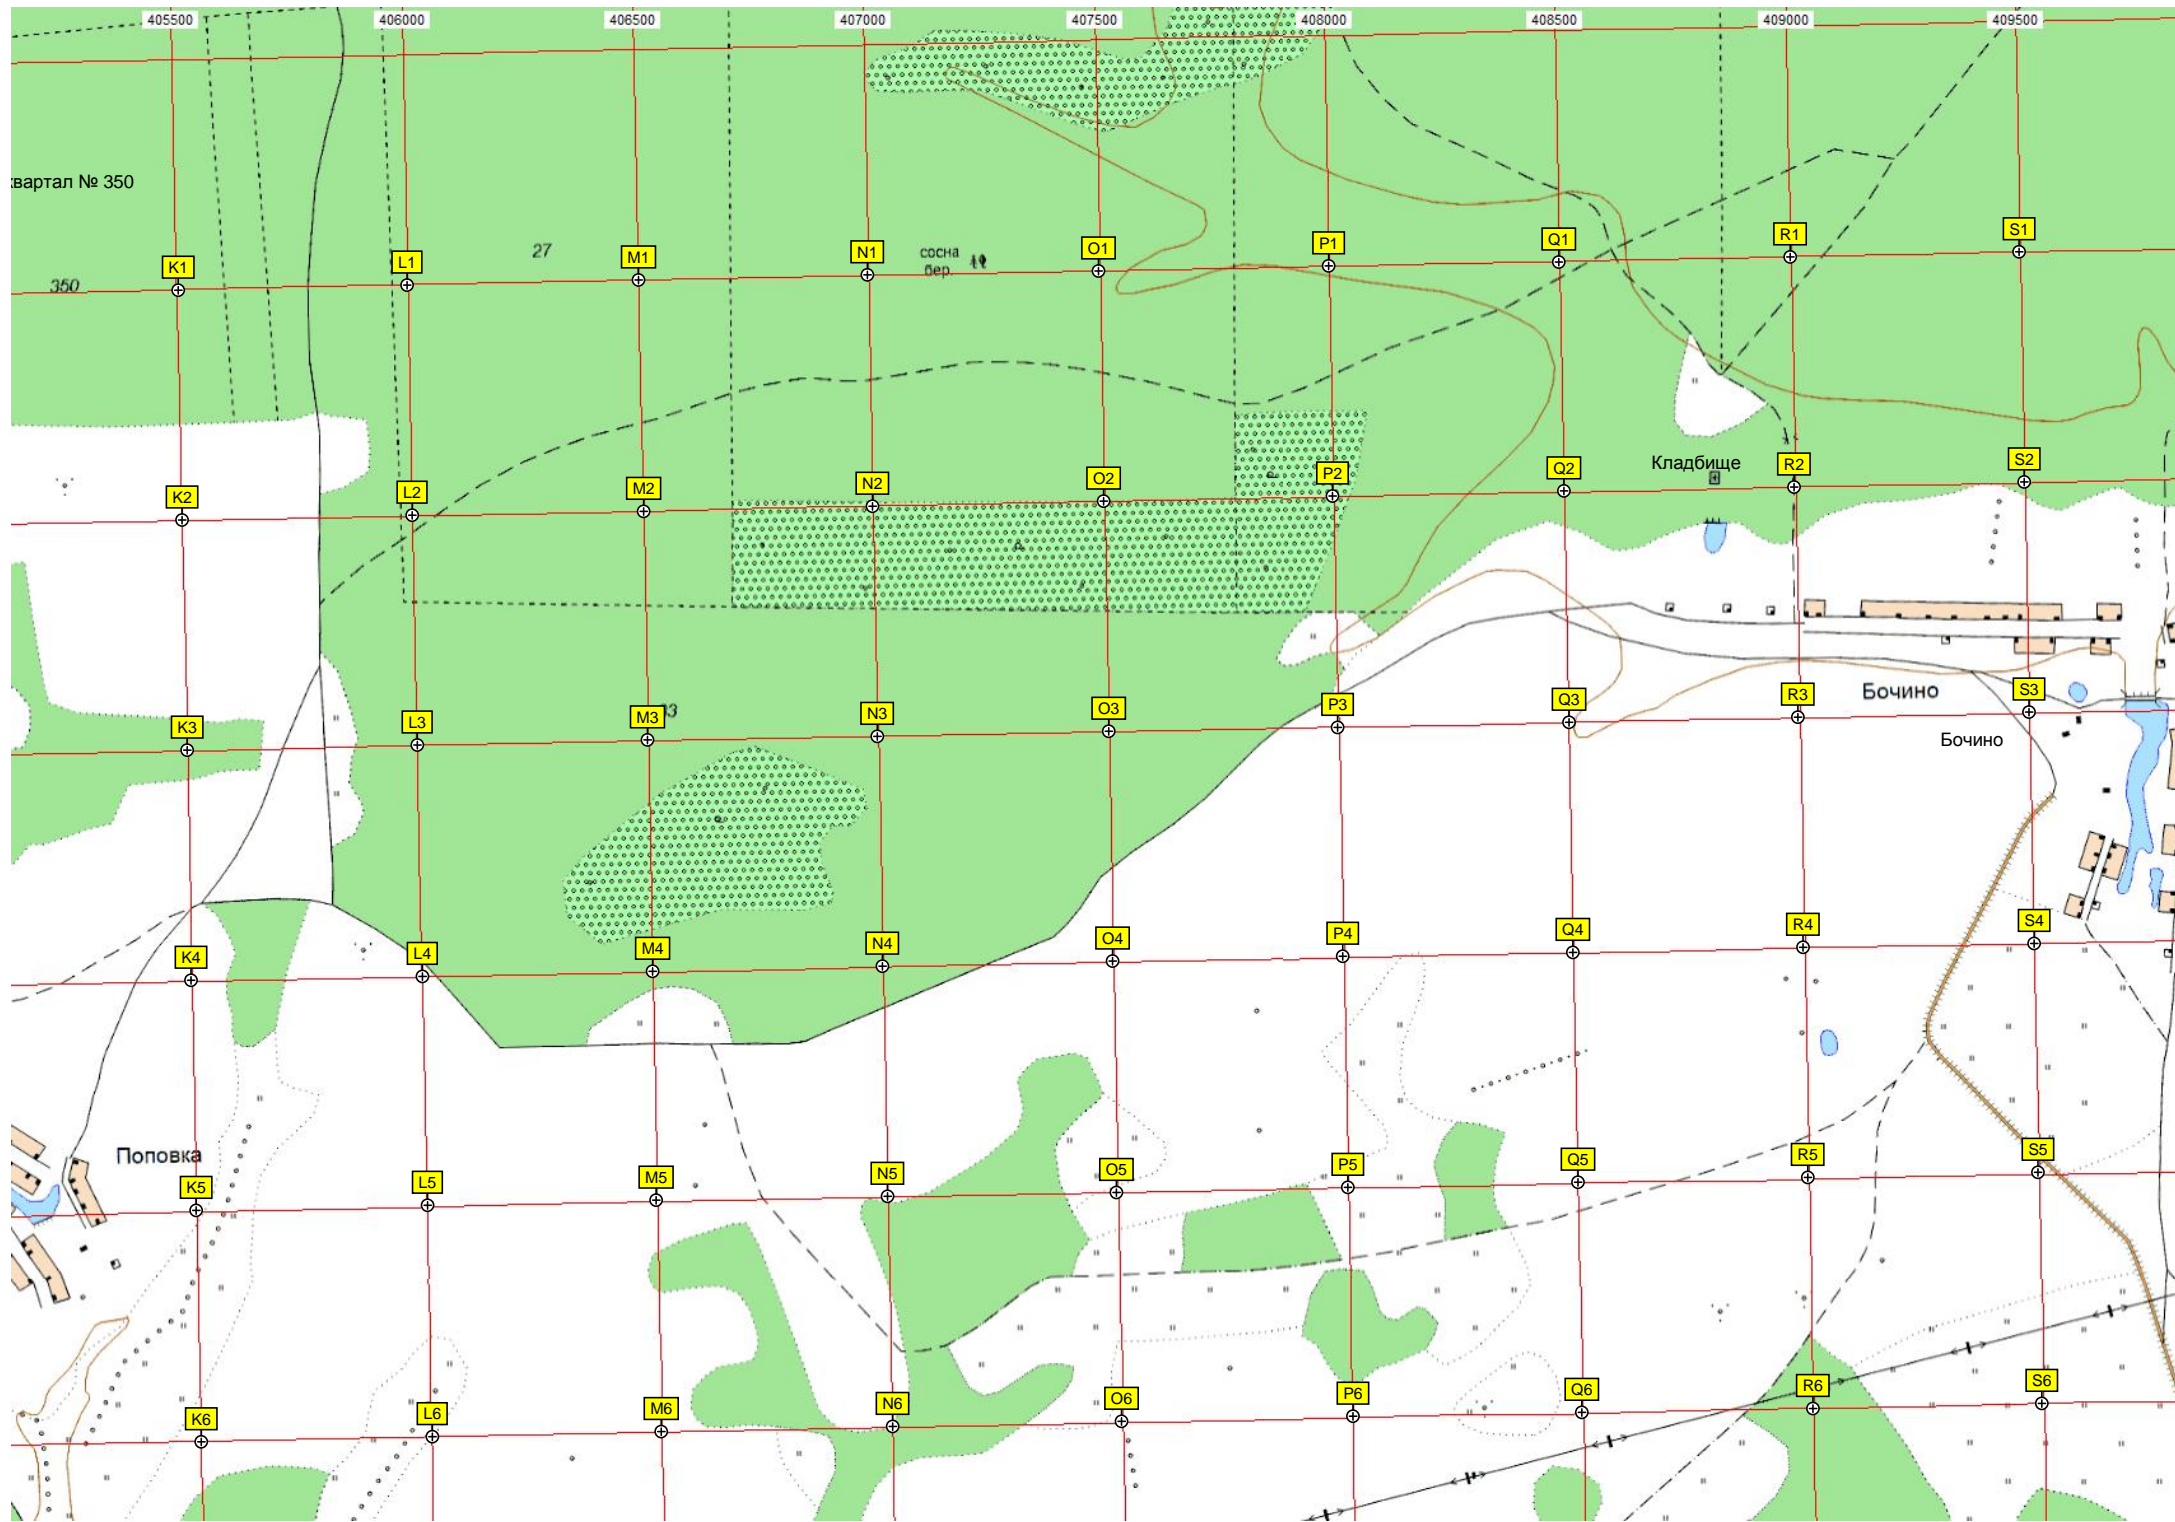 405500 406000 406500 407000 407500 408000 408500 409000 409500
квартал № 350
K1 L1 M1 N1 O1 P1 Q1 R1 S1
27
сосна
бер.
350
Кладбище
K2 L2 M2 N2 O2 P2 Q2 R2 S2
Бочино
K3 L3 M3 N3 O3 P3 Q3 R3 S3
Бочино
K4 L4 M4 N4 O4 P4 Q4 R4 S4
Поповка
K5 L5 M5 N5 O5 P5 Q5 R5 S5
K6 L6 M6 N6 O6 P6 Q6 R6 S6